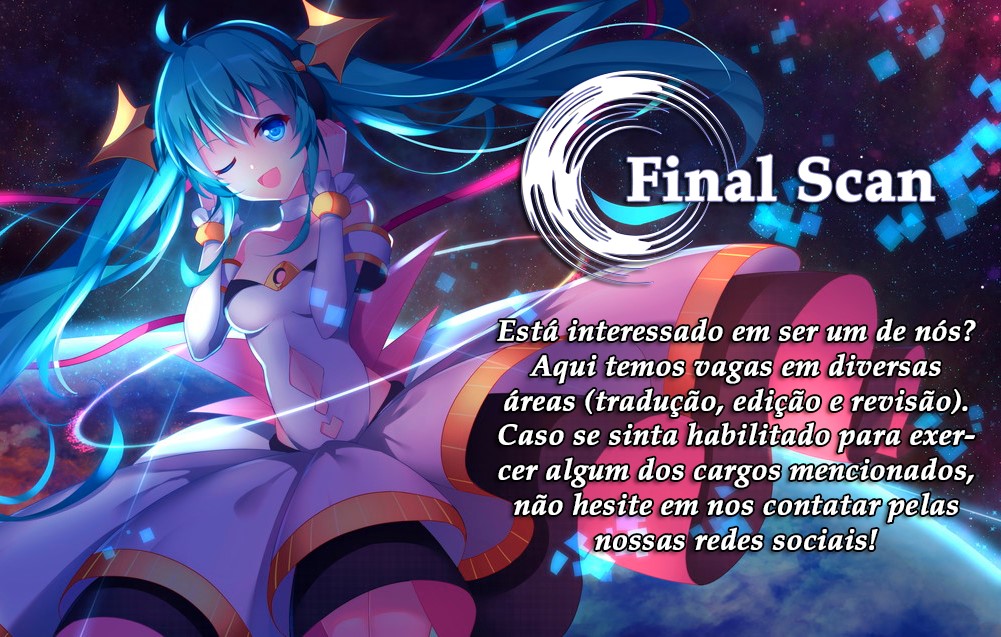 Final Scan
Está interessado em ser um de nós?
Aqui temos vagas em diversas
áreas (tradução, edição e revisão).
Caso se sinta habilitado para exer-
cer algum dos cargos mencionados,
não hesite em nos contatar pelas
nossas redes sociais!